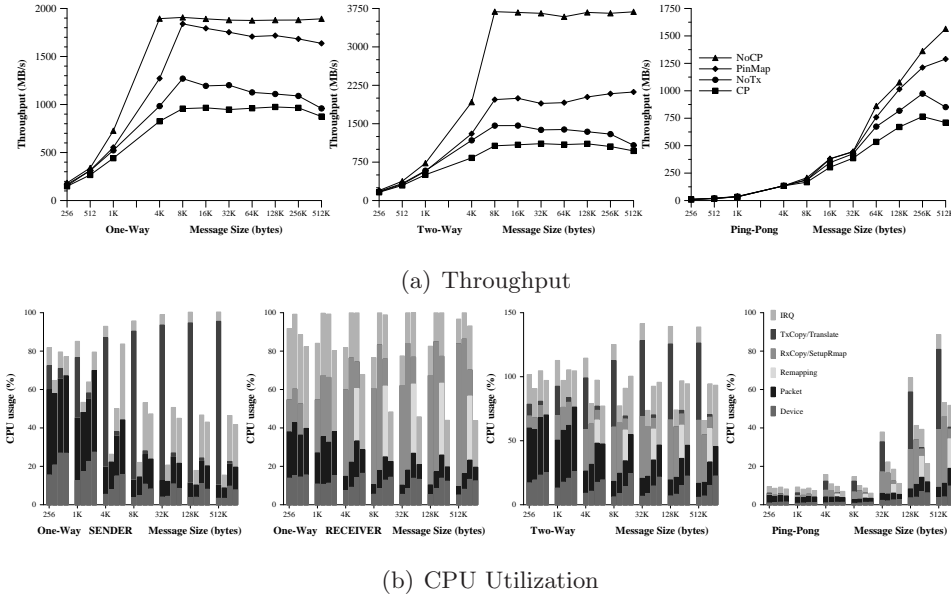 2000
1600
1200
800
400
0
Throughput (MB/s)
256 512 1K 4K 8K 16K 32K 64K 128K 256K 512K
One-Way Message Size (bytes)
3750
3000
2250
1500
750
0
Throughput (MB/s)
256 512 1K 4K 8K 16K 32K 64K 128K 256K 512K
Two-Way Message Size (bytes)
1750
1500
1250
1000
750
500
250
0
Throughput (MB/s)
NoCP
PinMap
NoTx
CP
256 512 1K 4K 8K 16K 32K 64K 128K 256K 512K
Ping-Pong Message Size (bytes)
(a) Throughput
100
80
60
40
20
0
CPU usage (%)
256 1K 4K 8K 32K 128K 512K
One-Way SENDER Message Size (bytes)
100
80
60
40
20
0
CPU usage (%)
256 1K 4K 8K 32K 128K 512K
One-Way RECEIVER Message Size (bytes)
150
100
50
0
CPU usage (%)
256 1K 4K 8K 32K 128K 512K
Two-Way Message Size (bytes)
100
80
60
40
20
0
CPU usage (%)
IRQ
TxCopy/Translate
RxCopy/SetupRmap
Remapping
Packet
Device
256 1K 4K 8K 32K 128K 512K
Ping-Pong Message Size (bytes)
(b) CPU Utilization